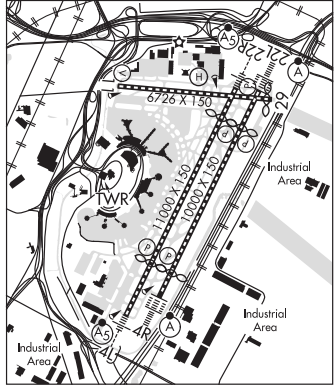 A5
22R
22L
A
V
H
6726 X 150
29
P
P
Industrial
Area
TWR
11000 X 150
10000 X 150
P
P
A5
4L
4R
A
Industrial
Area
Industrial
Area